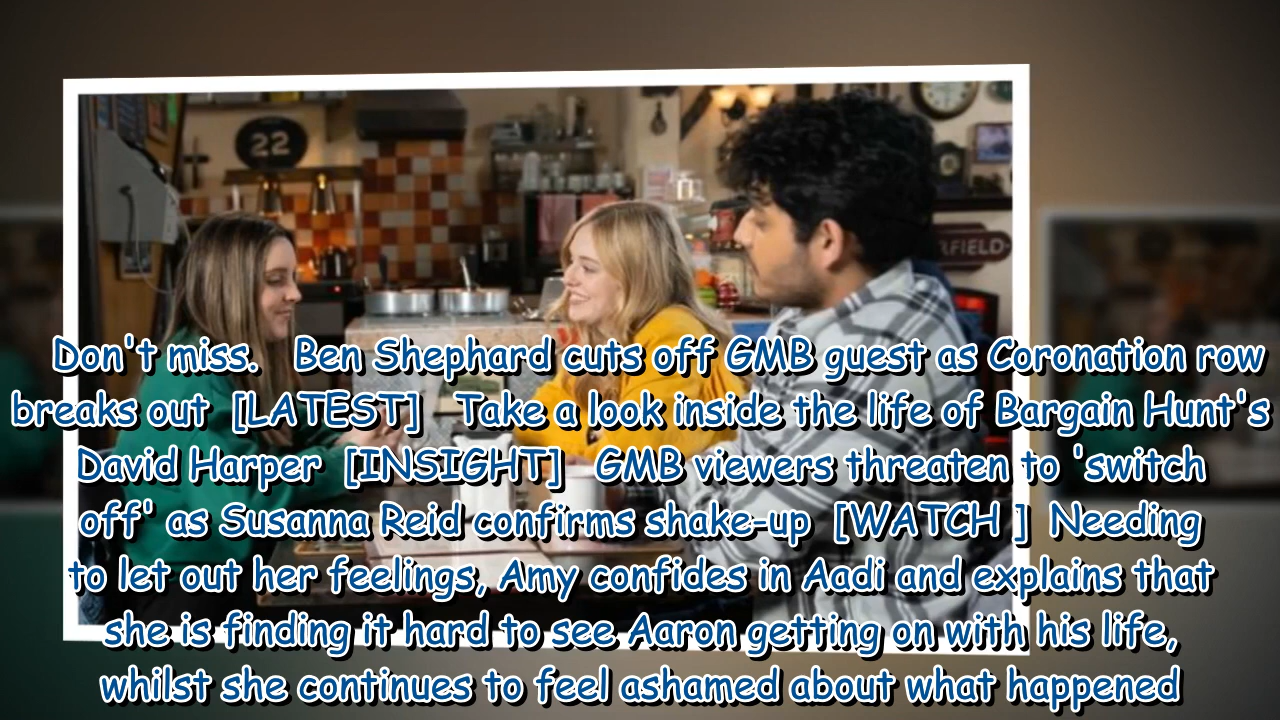 22
RFIELD
Don't miss. Ben Shephard cuts off GMB guest as Coronation row
breaks out [LATEST] Take a look inside the life of Bargain Hunt's
David Harper [INSIGHT] GMB viewers threaten to 'switch
off' as Susanna Reid confirms shake-up [WATCH ] Needing
to let out her feelings, Amy confides in Aadi and explains that
she is finding it hard to see Aaron getting on with his life,
whilst she continues to feel ashamed about what happened